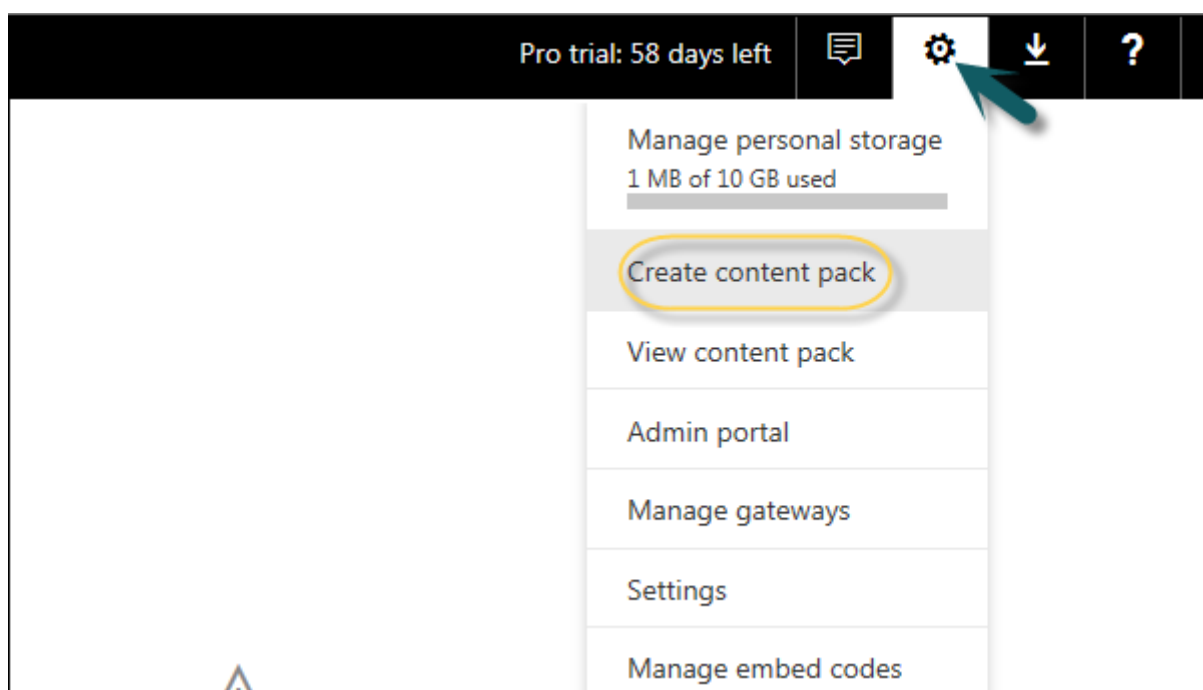 Pro trial: 58 days left
?
Manage personal storage
1 MB of 10 GB used
Create content pack
View content pack
Admin portal
Manage gateways
Settings
Manage embed codes